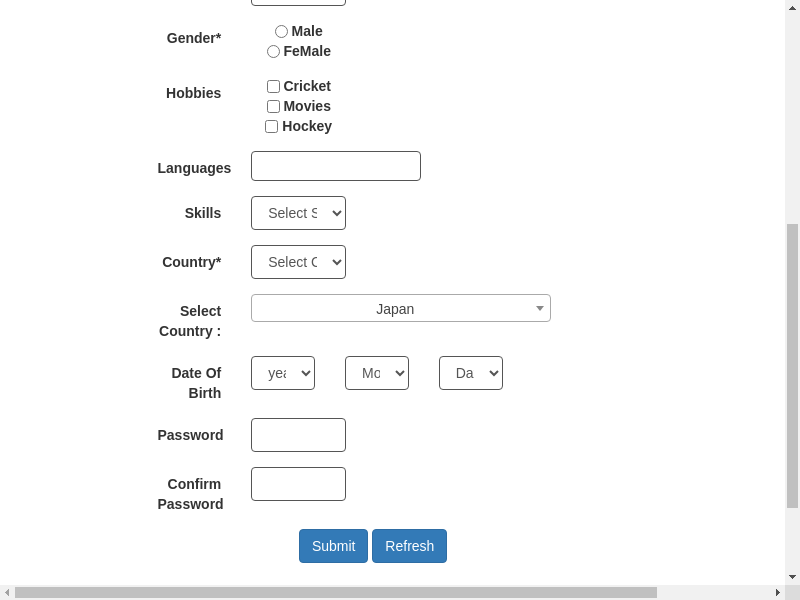 Gender*
Male
FeMale
Hobbies
Cricket
Movies
Hockey
Languages
Skills
Select S
Country*
Select C
Select
Country :
Japan
Date Of
Birth
yea
Mo
Da
Password
Confirm
Password
Submit
Refresh